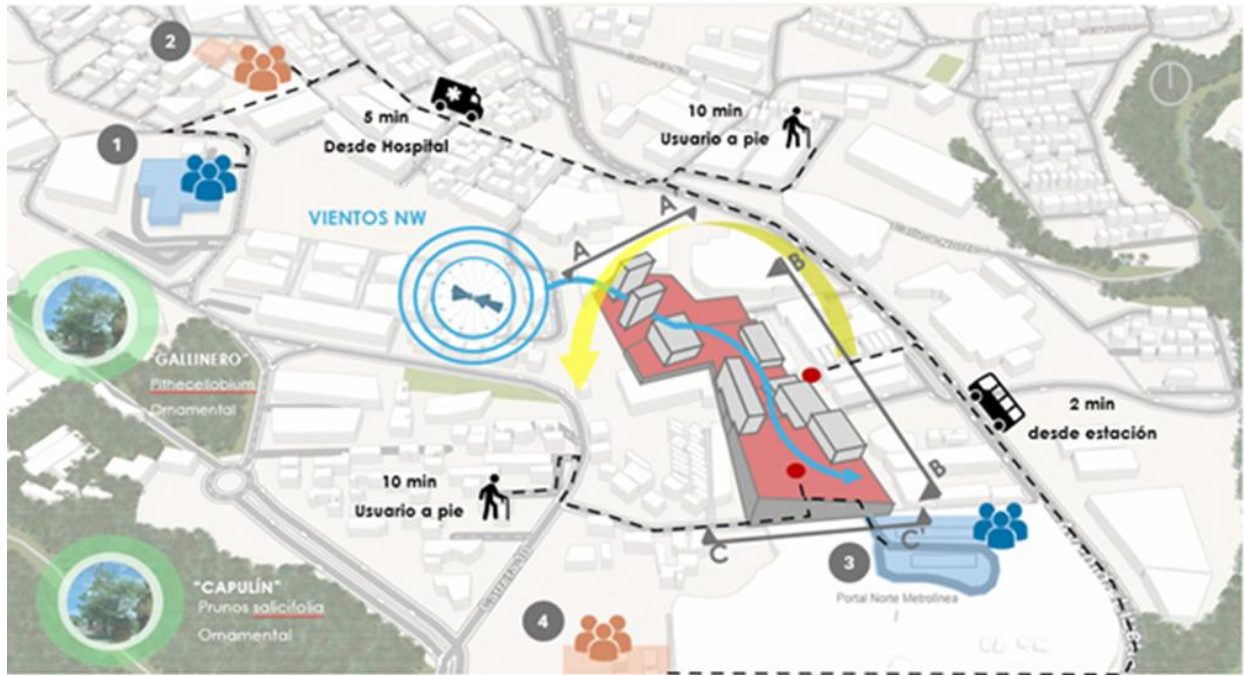 2
5 min
Desde Hospital
10 min
Usuario a pie
1
VIENTOS NW
A
A
B
"GALLINERO"
Pithecellobium
Ornamental
2 min
desde estación
10 min
Usuario a pie
B
C
C'
3
Portal Norte Metrolínea
"CAPULÍN"
Prunos salicifolia
Ornamental
4